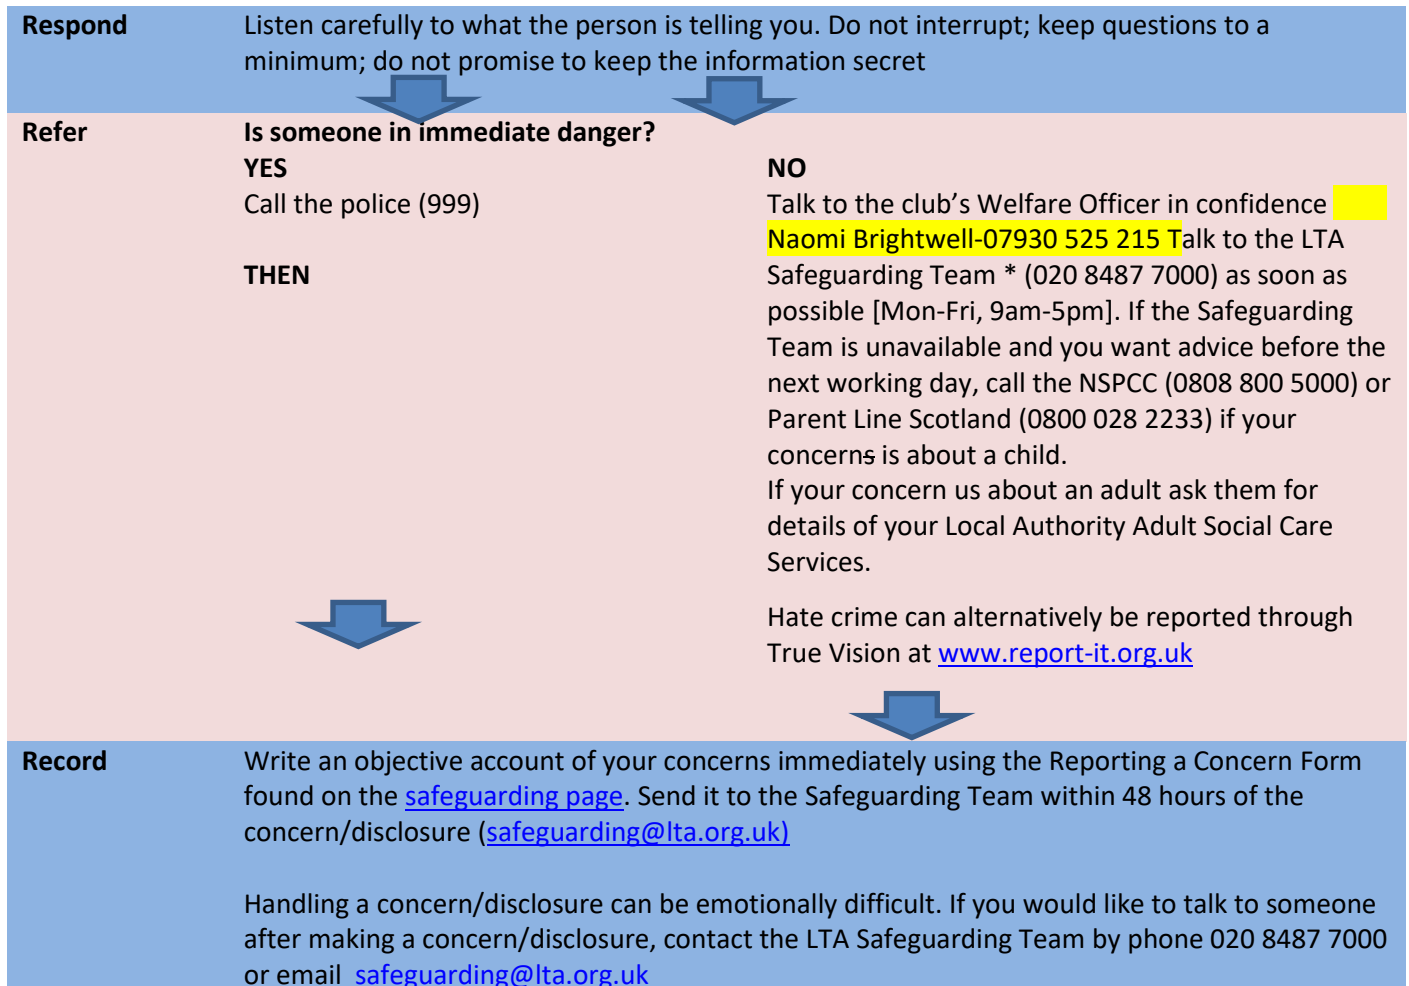 Respond
Listen carefully to what the person is telling you. Do not interrupt; keep questions to a
minimum; do not promise to keep the information secret
Refer
Is someone in immediate danger?
YES
Call the police (999)
THEN
NO
Talk to the club’s Welfare Officer in confidence
Naomi Brightwell-07930 525 215 Talk to the LTA
Safeguarding Team * (020 8487 7000) as soon as
possible [Mon-Fri, 9am-5pm]. If the Safeguarding
Team is unavailable and you want advice before the
next working day, call the NSPCC (0808 800 5000) or
Parent Line Scotland (0800 028 2233) if your
concerns is about a child.
If your concern us about an adult ask them for
details of your Local Authority Adult Social Care
Services.
Hate crime can alternatively be reported through
True Vision at www.report-it.org.uk
Record
Write an objective account of your concerns immediately using the Reporting a Concern Form
found on the safeguarding page. Send it to the Safeguarding Team within 48 hours of the
concern/disclosure (safeguarding@lta.org.uk)
Handling a concern/disclosure can be emotionally difficult. If you would like to talk to someone
after making a concern/disclosure, contact the LTA Safeguarding Team by phone 020 8487 7000
or email safeguarding@lta.org.uk